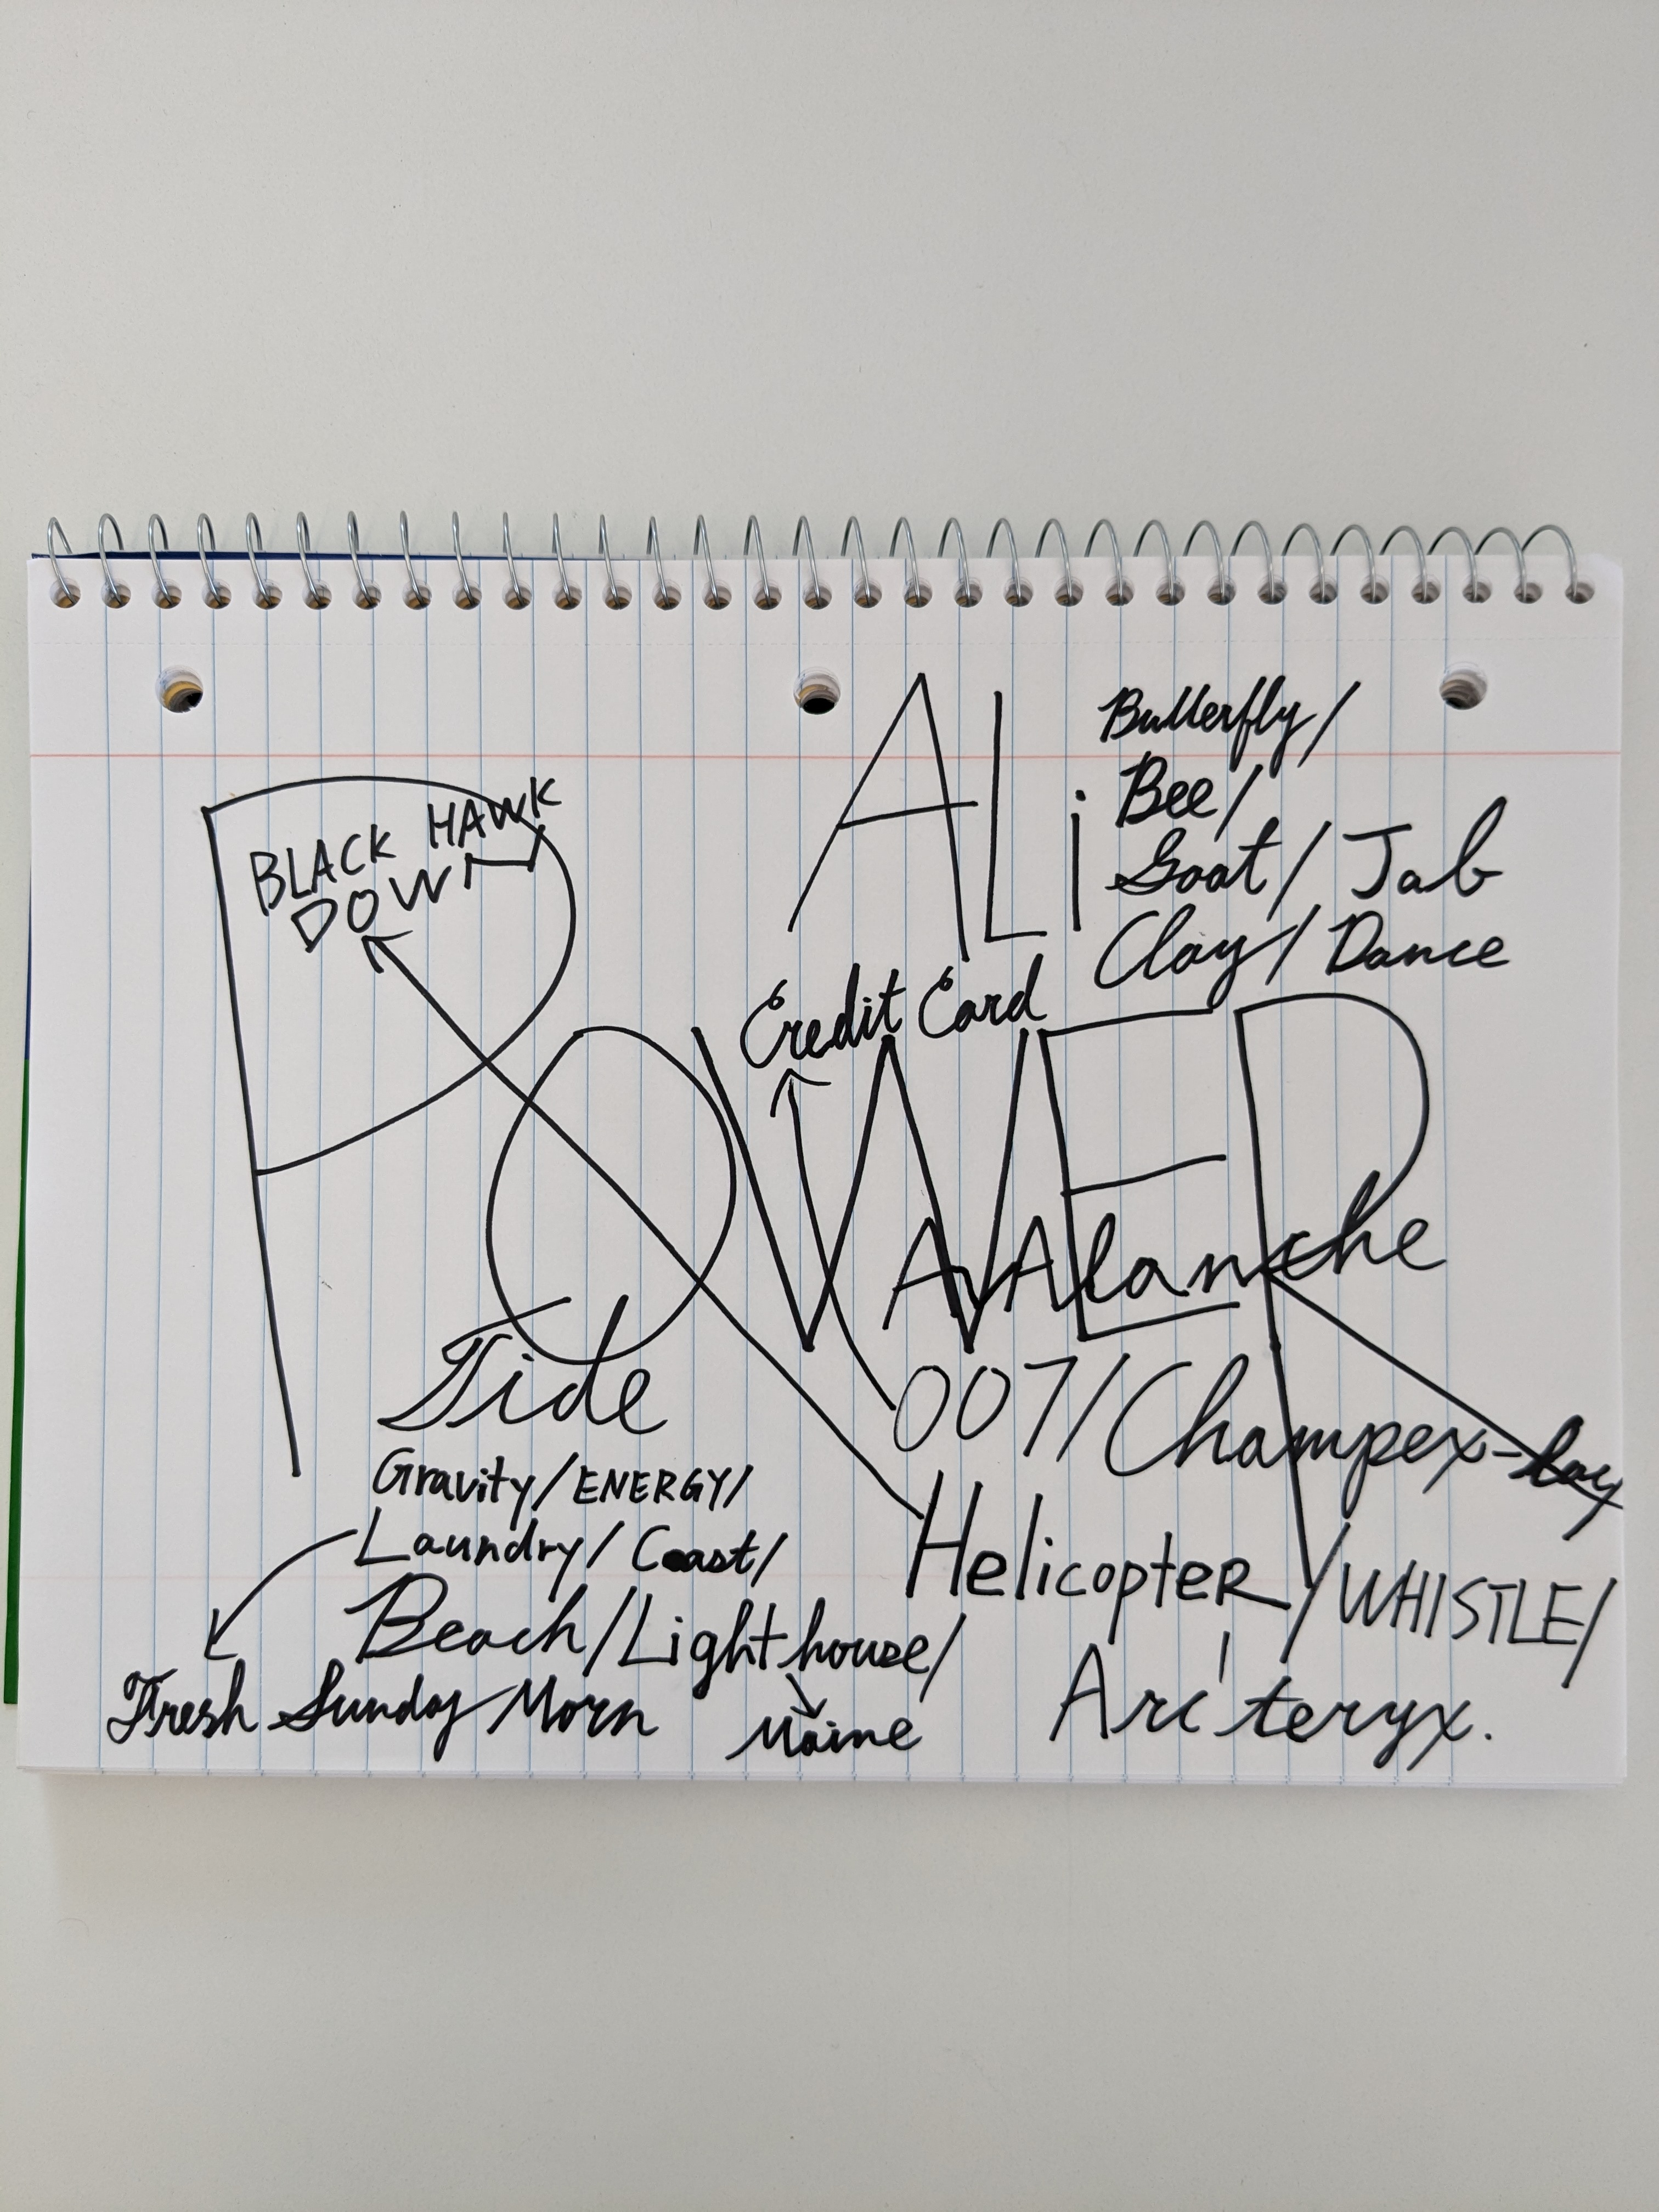 ALi
Butterfly/
Bee/
Goat/ Jab
Clay/ Dance
BLACK HAWK
DOWN
Credit Card
POWER
AVAlanche
007/Champex-Lac
Helicopter/WHISTLE/
Arc'teryx.
Tide
Gravity/ENERGY/
Laundry/ Coast/
Beach/Lighthouse/
Fresh Sunday Morn
Maine